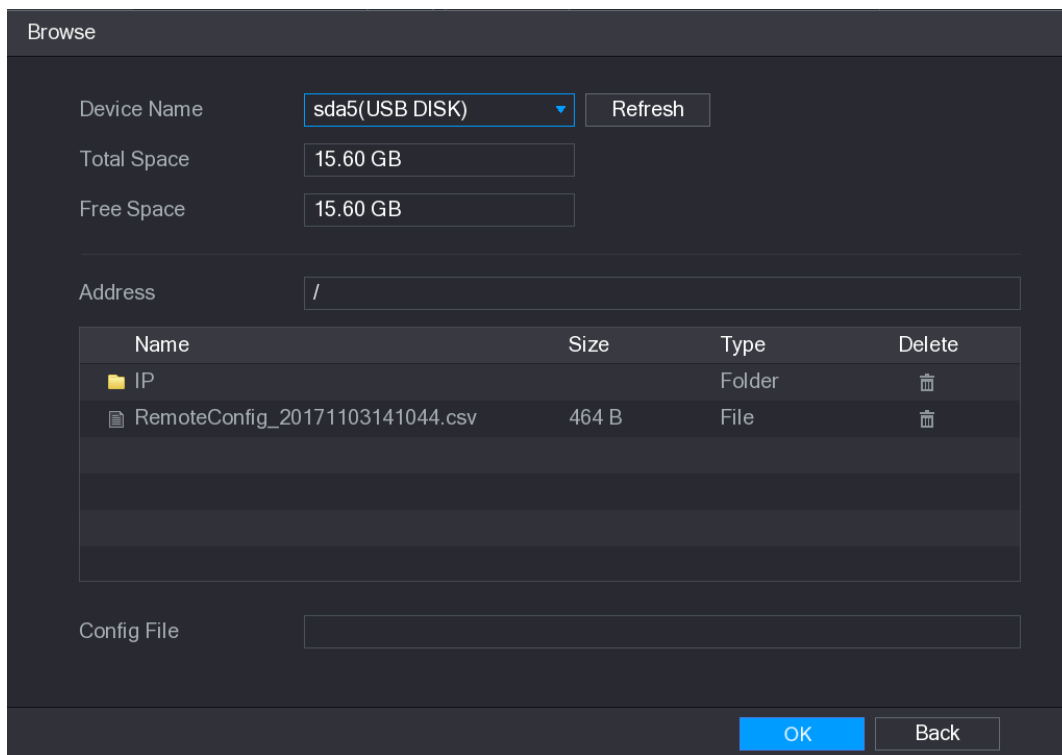 Browse
Device Name sda5(USB DISK) Refresh
Total Space 15.60 GB
Free Space 15.60 GB
Address /
Name Size Type Delete
IP Folder
RemoteConfig_20171103141044.csv 464 B File
Config File
OK Back